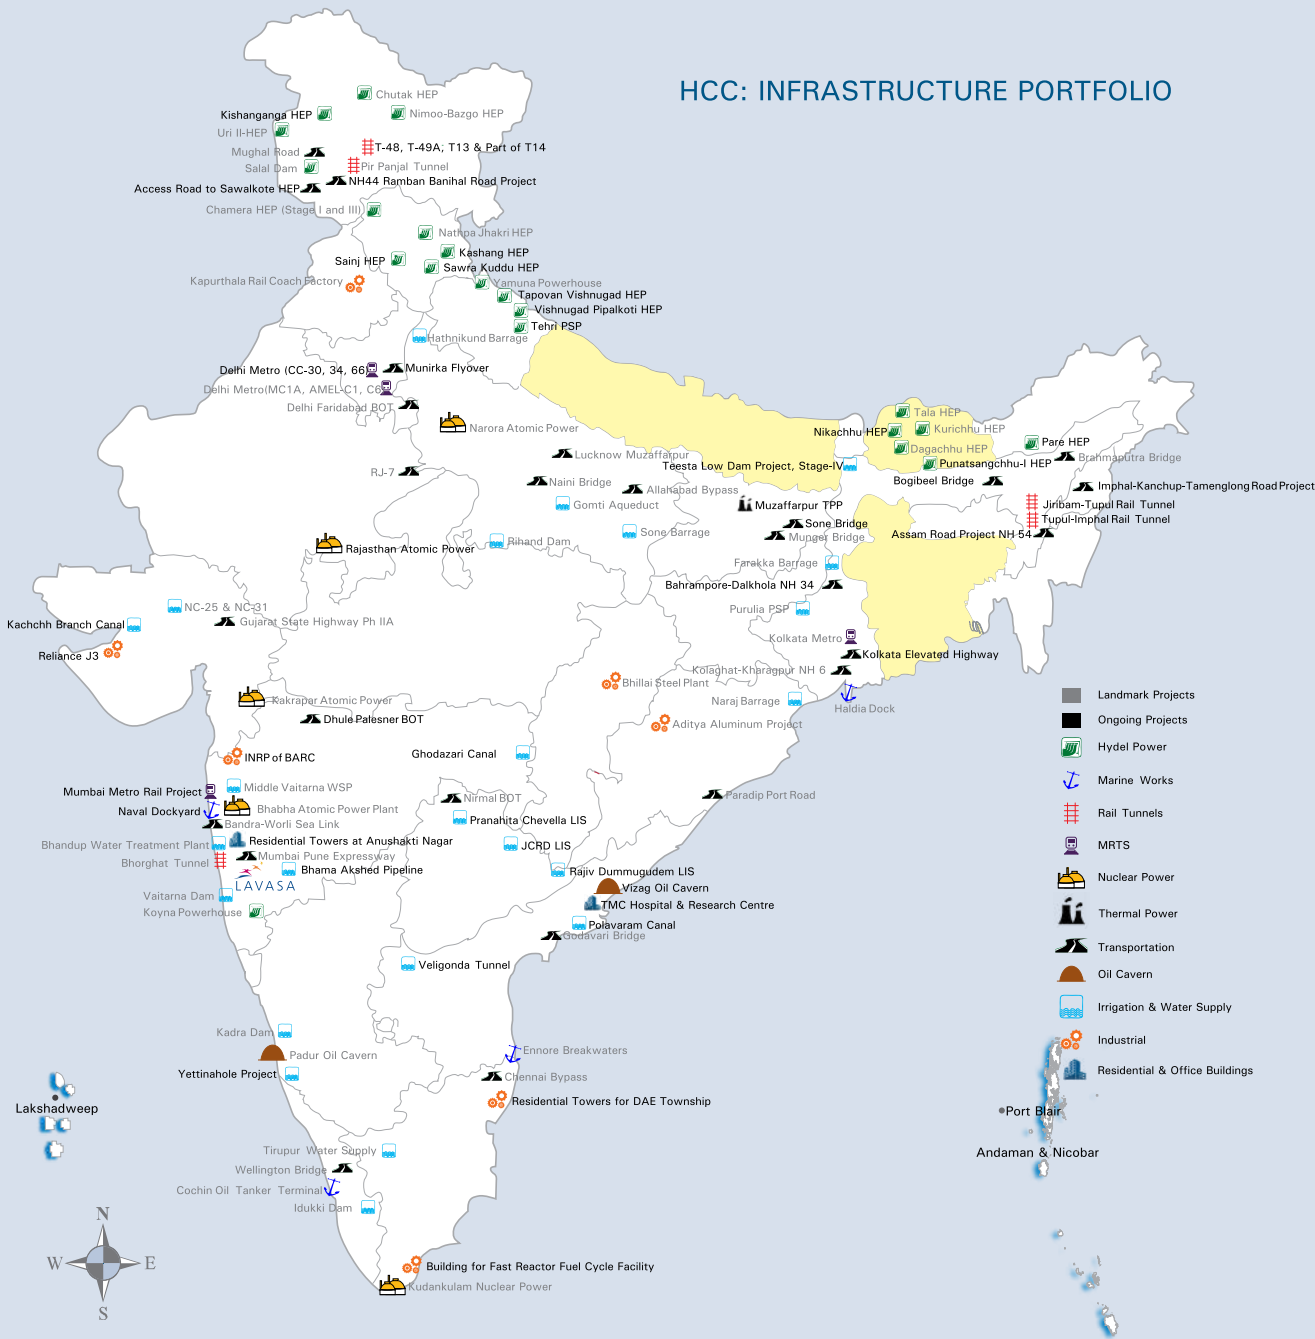 HCC: INFRASTRUCTURE PORTFOLIO
Chutak HEP
Kishanganga HEP
Nimoo-Bazgo HEP
Uri II-HEP
T-48, T-49A; T13 & Part of T14
Mughal Road
Pir Panjal Tunnel
Salal Dam
NH44 Ramban Banihal Road Project
Access Road to Sawalkote HEP
Chamera HEP (Stage I and III)
Nathpa Jhakri HEP
Kashang HEP
Sainj HEP
Sawra Kuddu HEP
Kapurthala Rail Coach Factory
Yamuna Powerhouse
Tapovan Vishnugad HEP
Vishnugad Pipalkoti HEP
Tehri PSP
Hathnikund Barrage
Delhi Metro (CC-30, 34, 66)
Munirka Flyover
Delhi Metro(MC1A, AMEL-C1, C6)
Delhi Faridabad BOT
Tala HEP
Narora Atomic Power
Nikachhu HEP
Kurichhu HEP
Pare HEP
Dagachhu HEP
Lucknow Muzaffarpur
Brahmaputra Bridge
Teesta Low Dam Project, Stage-IV
Punatsangchhu-I HEP
RJ-7
Naini Bridge
Bogibeel Bridge
Allahabad Bypass
Imphal-Kanchup-Tamenglong Road Project
Gomti Aqueduct
Muzaffarpur TPP
Jiribam-Tupul Rail Tunnel
Tupul-Imphal Rail Tunnel
Sone Bridge
Sone Barrage
Munger Bridge
Assam Road Project NH 54
Rihand Dam
Rajasthan Atomic Power
Farakka Barrage
Bahrampore-Dalkhola NH 34
NC-25 & NC-31
Purulia PSP
Kachchh Branch Canal
Gujarat State Highway Ph IIA
Kolkata Metro
Reliance J3
Kolkata Elevated Highway
Kolaghat-Kharagpur NH 6
Bhillai Steel Plant
Kakrapar Atomic Power
Naraj Barrage
Haldia Dock
Dhule Palesner BOT
Aditya Aluminum Project
INRP of BARC
Ghodazari Canal
Middle Vaitarna WSP
Mumbai Metro Rail Project
Nirmal BOT
Paradip Port Road
Naval Dockyard
Bhabha Atomic Power Plant
Bandra-Worli Sea Link
Pranahita Chevella LIS
Bhandup Water Treatment Plant
Residential Towers at Anushakti Nagar
JCRD LIS
Bhorghat Tunnel
Mumbai Pune Expressway
Bhama Akshed Pipeline
Rajiv Dummugudem LIS
LAVASA
Vizag Oil Cavern
Vaitarna Dam
TMC Hospital & Research Centre
Koyna Powerhouse
Polavaram Canal
Godavari Bridge
Veligonda Tunnel
Kadra Dam
Padur Oil Cavern
Ennore Breakwaters
Yettinahole Project
Chennai Bypass
Residential Towers for DAE Township
Tirupur Water Supply
Wellington Bridge
Cochin Oil Tanker Terminal
Idukki Dam
Building for Fast Reactor Fuel Cycle Facility
Kudankulam Nuclear Power
Landmark Projects
Ongoing Projects
Hydel Power
Marine Works
Rail Tunnels
MRTS
Nuclear Power
Thermal Power
Transportation
Oil Cavern
Irrigation & Water Supply
Industrial
Residential & Office Buildings
Lakshadweep
Port Blair
Andaman & Nicobar
N
W
E
S